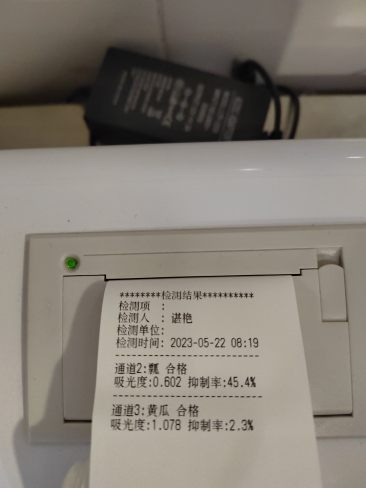 ********检测结果**********
检测项 :
检测人 : 谌艳
检测单位:
检测时间: 2023-05-22 08:19
通道2:瓢 合格
吸光度:0.602 抑制率:45.4%
通道3:黄瓜 合格
吸光度:1.078 抑制率:2.3%